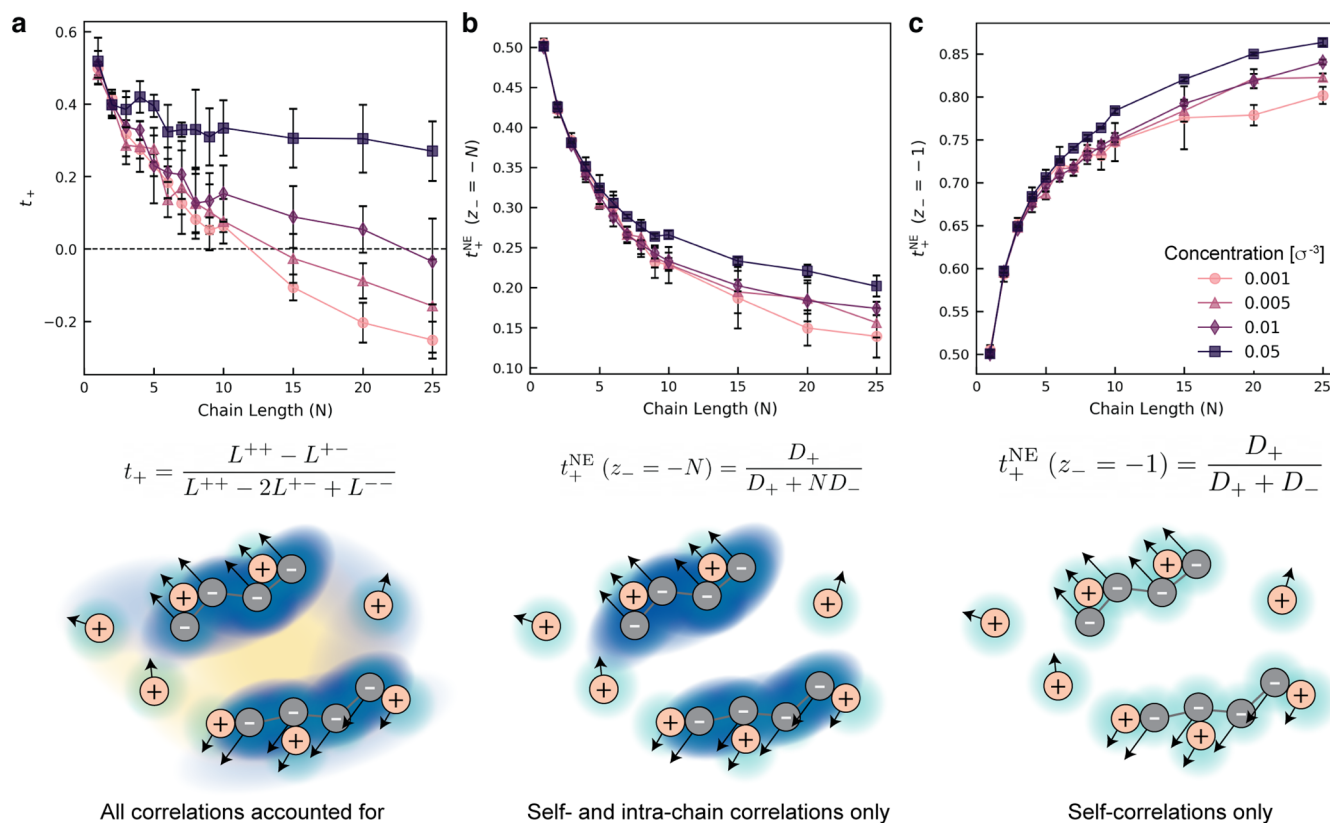 a
0.6
0.4
0.2
0.0
−0.2
t₊
0 5 10 15 20 25
Chain Length (N)
b
0.50
0.45
0.40
0.35
0.30
0.25
0.20
0.15
0.10
t₊^NE (z₋ = −N)
0 5 10 15 20 25
Chain Length (N)
c
0.85
0.80
0.75
0.70
0.65
0.60
0.55
0.50
t₊^NE (z₋ = −1)
Concentration [σ⁻³]
0.001
0.005
0.01
0.05
0 5 10 15 20 25
Chain Length (N)
t₊ = (L⁺⁺ − L⁺⁻) / (L⁺⁺ − 2L⁺⁻ + L⁻⁻)
t₊^NE (z₋ = −N) = D₊ / (D₊ + ND₋)
t₊^NE (z₋ = −1) = D₊ / (D₊ + D₋)
All correlations accounted for
Self- and intra-chain correlations only
Self-correlations only